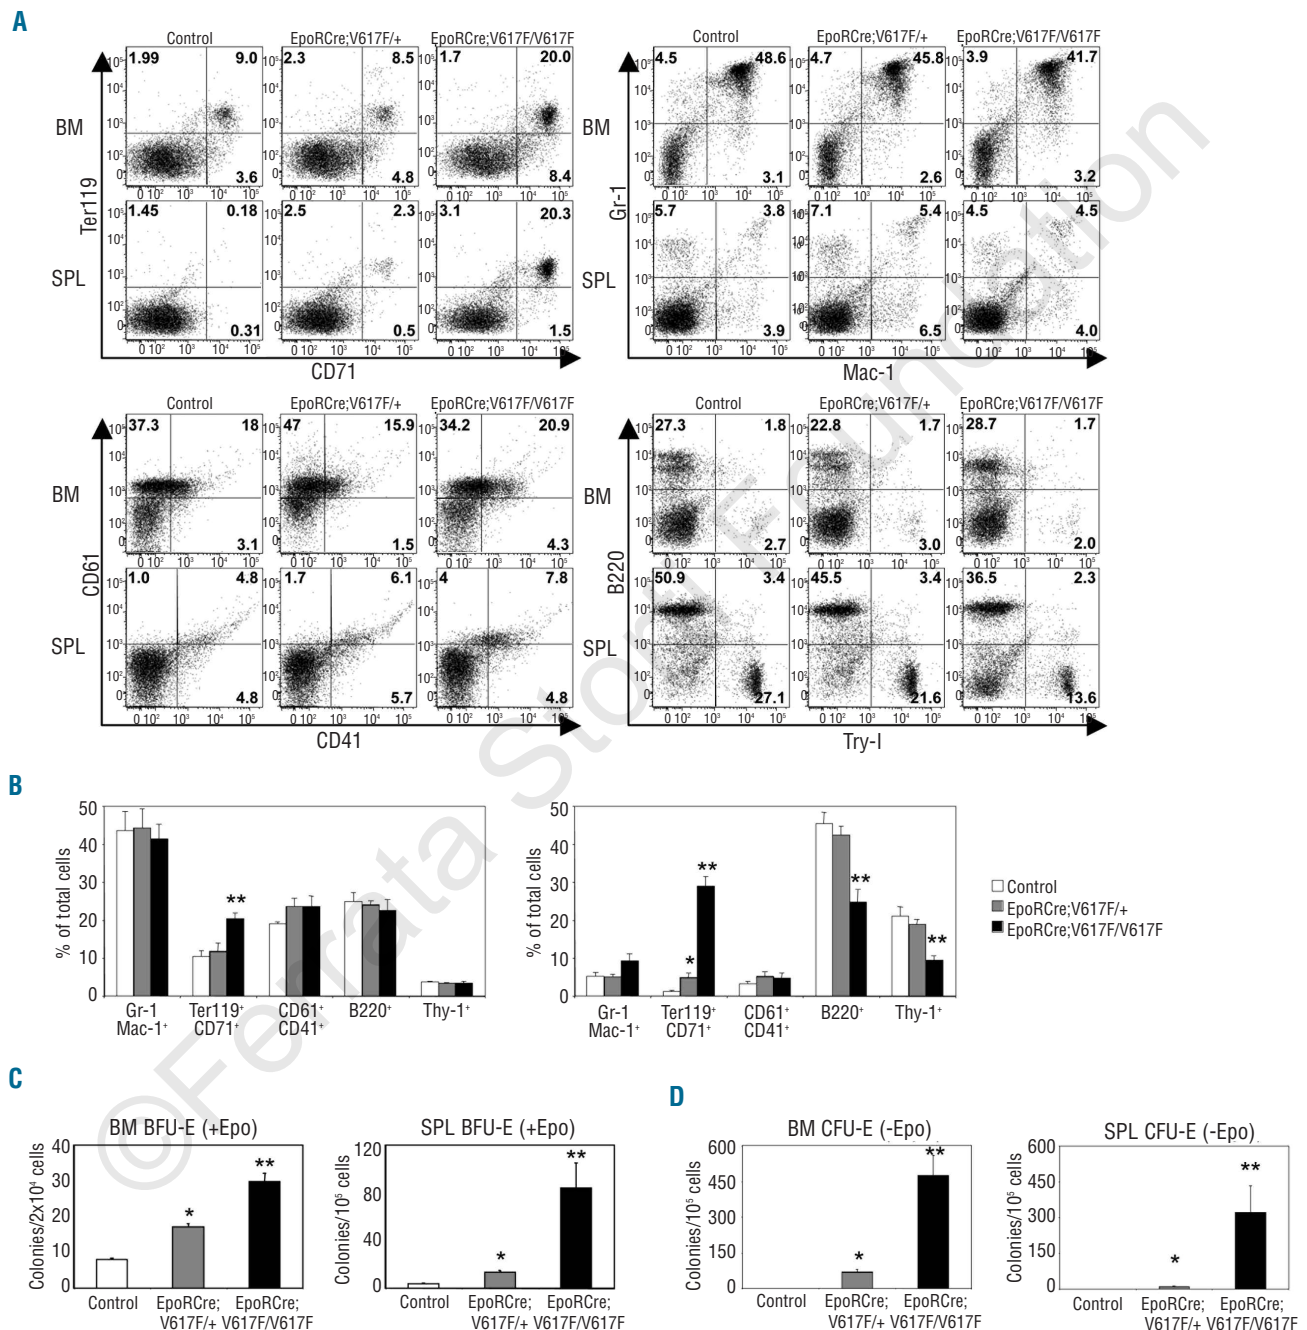 A
Control EpoRCre;V617F/+ EpoRCre;V617F/V617F
BM
1.99 9.0 3.6
2.3 8.5 4.8
1.7 20.0 8.4
SPL
1.45 0.18 0.31
2.5 2.3 0.5
3.1 20.3 1.5
Ter119
CD71
Control EpoRCre;V617F/+ EpoRCre;V617F/V617F
BM
4.5 48.6 3.1
4.7 45.8 2.6
3.9 41.7 3.2
SPL
5.7 3.8 3.9
7.1 5.4 6.5
4.5 4.5 4.0
Gr-1
Mac-1
Control EpoRCre;V617F/+ EpoRCre;V617F/V617F
BM
37.3 18 3.1
47 15.9 1.5
34.2 20.9 4.3
SPL
1.0 4.8 4.8
1.7 6.1 5.7
4 7.8 4.8
CD61
CD41
Control EpoRCre;V617F/+ EpoRCre;V617F/V617F
BM
27.3 1.8 2.7
22.8 1.7 3.0
28.7 1.7 2.0
SPL
50.9 3.4 27.1
45.5 3.4 21.6
36.5 2.3 13.6
B220
Try-I
B
% of total cells
50
40
30
20
10
0
**
Gr-1 Ter119⁺ CD61⁺ B220⁺ Thy-1⁺
Mac-1⁺ CD71⁺ CD41⁺
% of total cells
50
40
30
20
10
0
* ** ** **
Gr-1 Ter119⁺ CD61⁺ B220⁺ Thy-1⁺
Mac-1⁺ CD71⁺ CD41⁺
Control
EpoRCre;V617F/+
EpoRCre;V617F/V617F
C
BM BFU-E (+Epo)
Colonies/2x10⁴ cells
40
30
20
10
0
* **
Control EpoRCre; EpoRCre;
V617F/+ V617F/V617F
SPL BFU-E (+Epo)
Colonies/10⁵ cells
120
80
40
0
* **
Control EpoRCre; EpoRCre;
V617F/+ V617F/V617F
D
BM CFU-E (-Epo)
Colonies/10⁵ cells
600
450
300
150
0
* **
Control EpoRCre; EpoRCre;
V617F/+ V617F/V617F
SPL CFU-E (-Epo)
Colonies/10⁵ cells
600
450
300
150
0
* **
Control EpoRCre; EpoRCre;
V617F/+ V617F/V617F
©Ferrata Storti Foundation